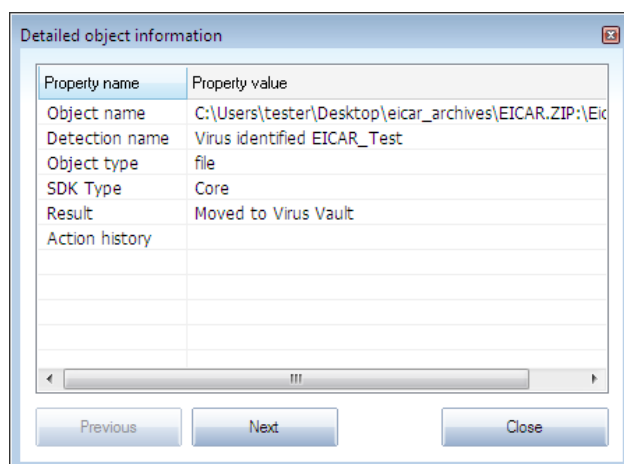 Detailed object information
Property name Property value
Object name C:\Users\tester\Desktop\eicar_archives\EICAR.ZIP:\Eic
Detection name Virus identified EICAR_Test
Object type file
SDK Type Core
Result Moved to Virus Vault
Action history
Previous Next Close